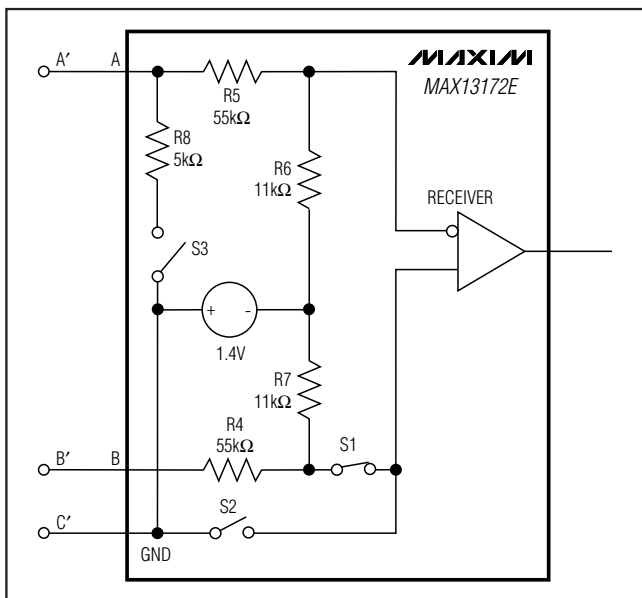 A′
A
R5
55kΩ
MAXIM
MAX13172E
R8
5kΩ
R6
11kΩ
RECEIVER
S3
+
-
1.4V
R7
11kΩ
R4
55kΩ
S1
B′
B
S2
C′
GND